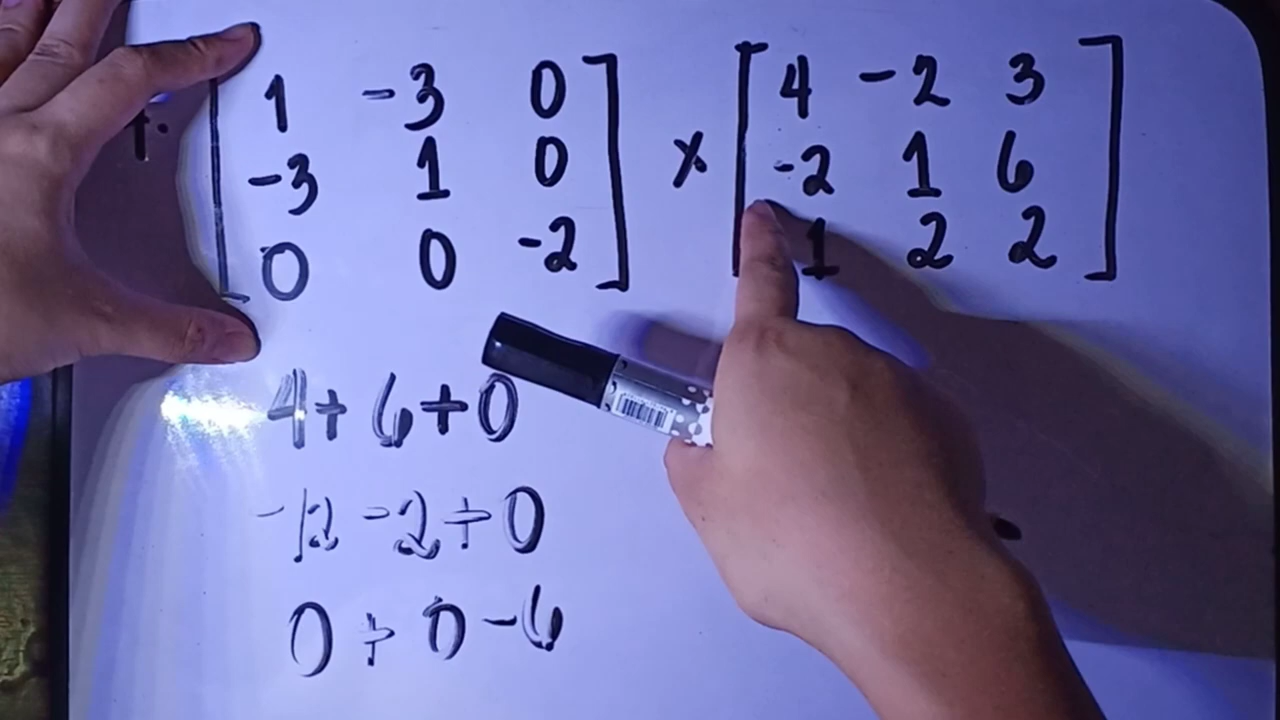 1 -3 0 × 4 -2 3
-3 1 0 -2 1 6
0 0 -2 1 2 2
4+6+0
-12-2+0
0+0-6